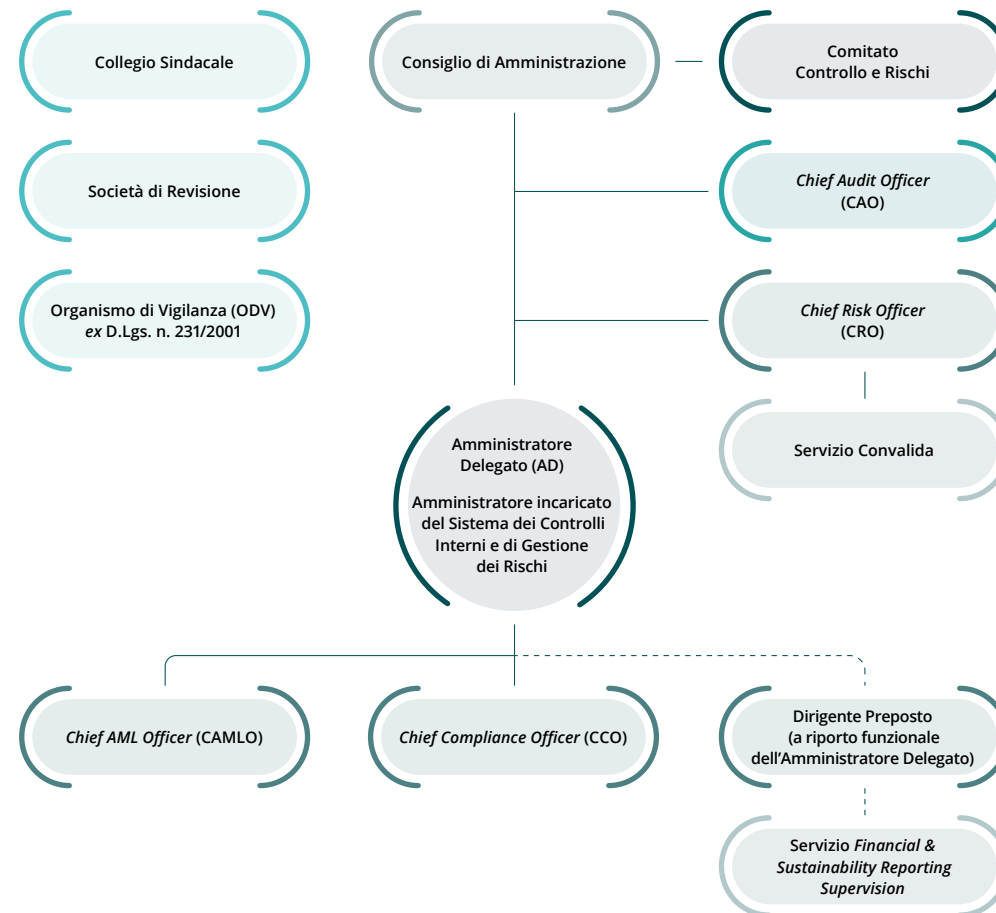 Collegio Sindacale
Consiglio di Amministrazione
Comitato
Controllo e Rischi
Società di Revisione
Chief Audit Officer
(CAO)
Organismo di Vigilanza (ODV)
ex D.Lgs. n. 231/2001
Chief Risk Officer
(CRO)
Servizio Convalida
Amministratore
Delegato (AD)
Amministratore incaricato
del Sistema dei Controlli
Interni e di Gestione
dei Rischi
Chief AML Officer (CAMLO)
Chief Compliance Officer (CCO)
Dirigente Preposto
(a riporto funzionale
dell’Amministratore Delegato)
Servizio Financial &
Sustainability Reporting
Supervision